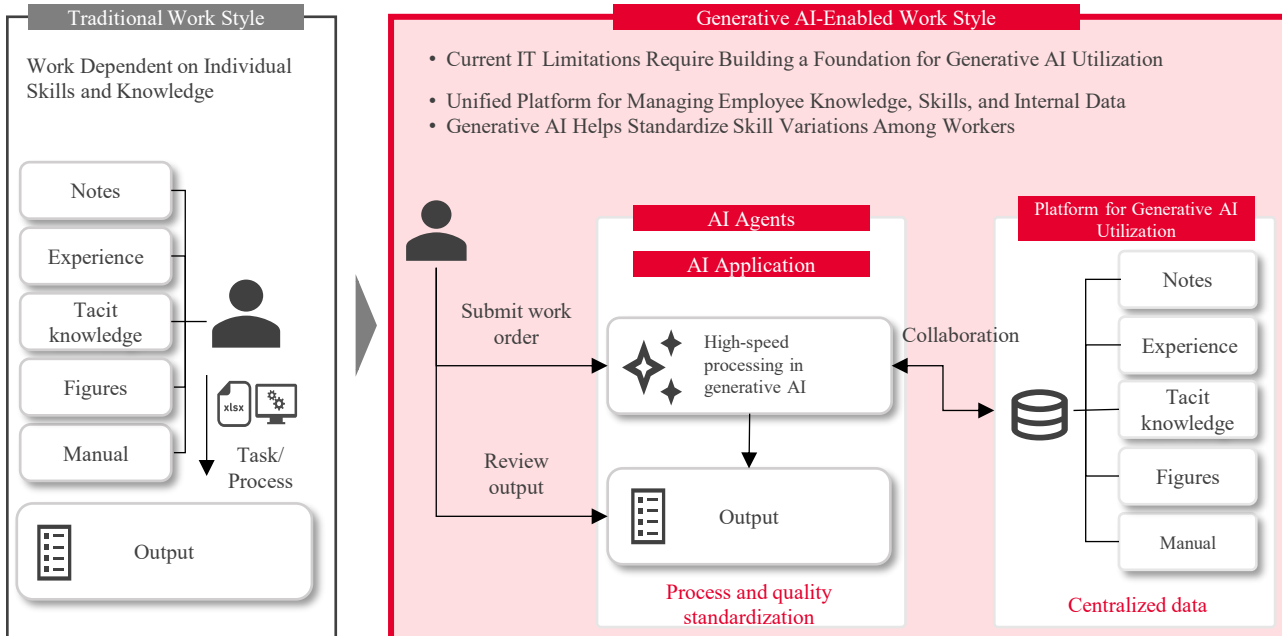 Traditional Work Style
Work Dependent on Individual
Skills and Knowledge
Notes
Experience
Tacit
knowledge
Figures
Manual
xlsx
Task/
Process
Output
Generative AI-Enabled Work Style
• Current IT Limitations Require Building a Foundation for Generative AI Utilization
• Unified Platform for Managing Employee Knowledge, Skills, and Internal Data
• Generative AI Helps Standardize Skill Variations Among Workers
Submit work
order
Review
output
AI Agents
AI Application
High-speed
processing in
generative AI
Output
Process and quality
standardization
Collaboration
Platform for Generative AI
Utilization
Notes
Experience
Tacit
knowledge
Figures
Manual
Centralized data